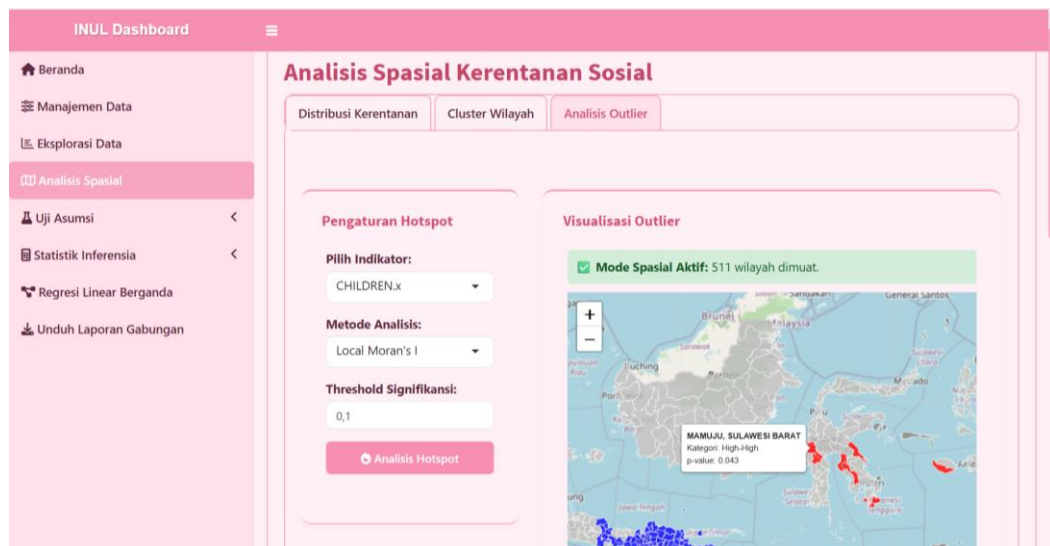 INUL Dashboard
Beranda
Manajemen Data
Eksplorasi Data
Analisis Spasial
Uji Asumsi
Statistik Inferensia
Regresi Linear Berganda
Unduh Laporan Gabungan
Analisis Spasial Kerentanan Sosial
Distribusi Kerentanan
Cluster Wilayah
Analisis Outlier
Pengaturan Hotspot
Pilih Indikator:
CHILDREN.x
Metode Analisis:
Local Moran's I
Threshold Signifikansi:
0,1
Analisis Hotspot
Visualisasi Outlier
Mode Spasial Aktif: 511 wilayah dimuat.
+
−
Sandakan
General Santos
Brunei
Malaysia
Sarawak
Kuching
MAMUJU, SULAWESI BARAT
Kategori: High-High
p-value: 0.043
Jawa Tengah